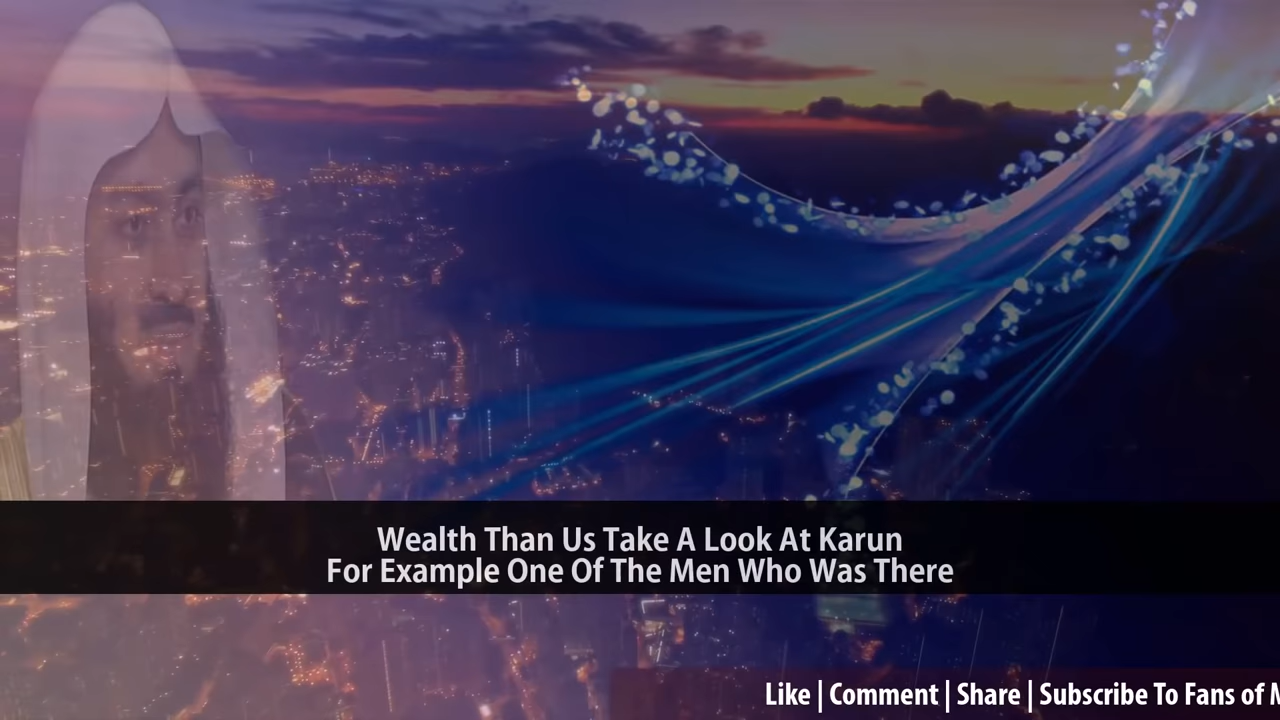 Wealth Than Us Take A Look At Karun
For Example One Of The Men Who Was There
Like | Comment | Share | Subscribe To Fans of